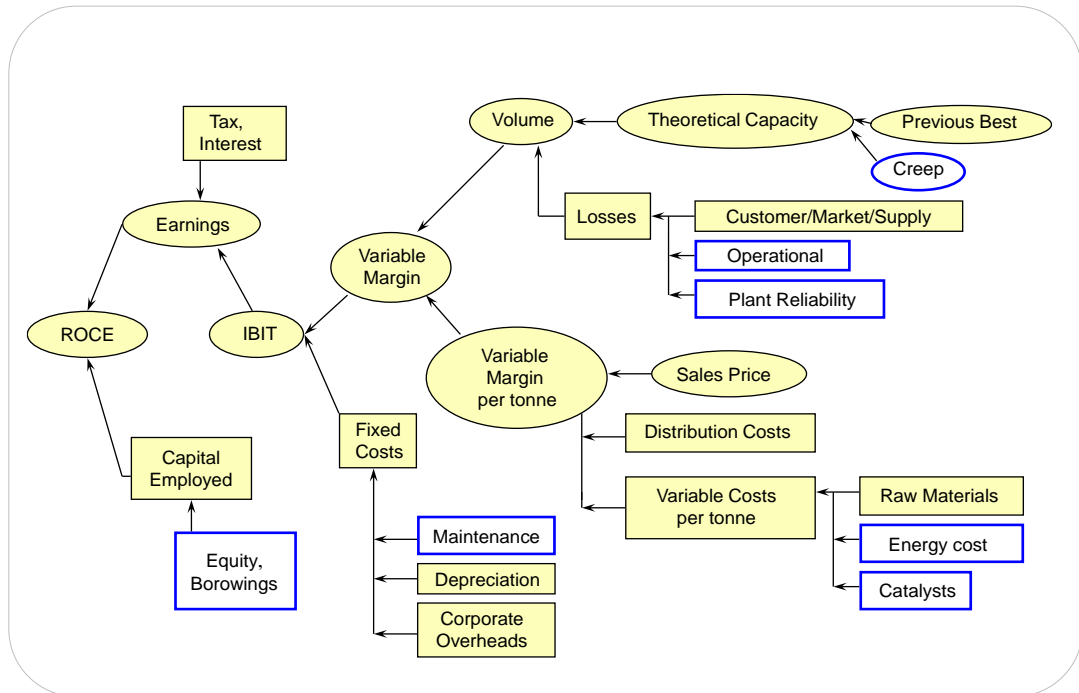 Tax,
Interest
Volume
Theoretical Capacity
Previous Best
Creep
Earnings
Losses
Customer/Market/Supply
Operational
Plant Reliability
Variable
Margin
ROCE
IBIT
Variable
Margin
per tonne
Sales Price
Fixed
Costs
Distribution Costs
Capital
Employed
Variable Costs
per tonne
Raw Materials
Energy cost
Catalysts
Equity,
Borowings
Maintenance
Depreciation
Corporate
Overheads